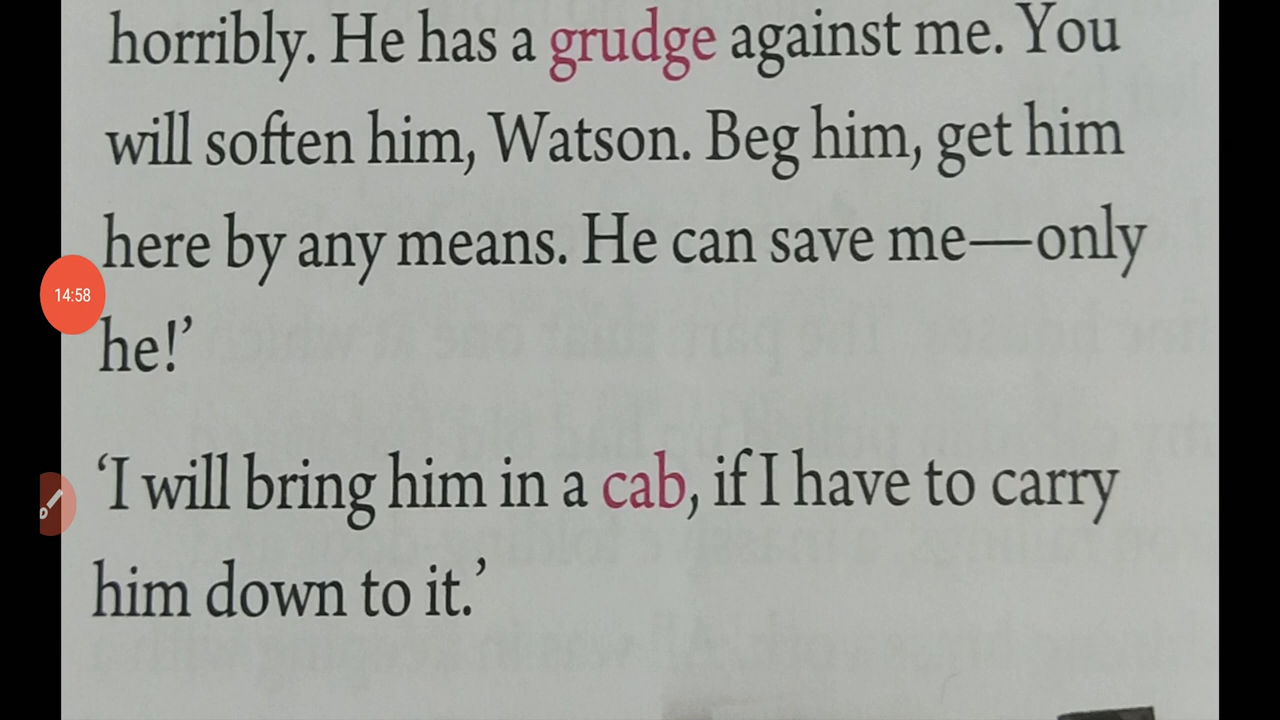 horribly. He has a grudge against me. You
will soften him, Watson. Beg him, get him
here by any means. He can save me—only
he!’
14:58
‘I will bring him in a cab, if I have to carry
him down to it.’